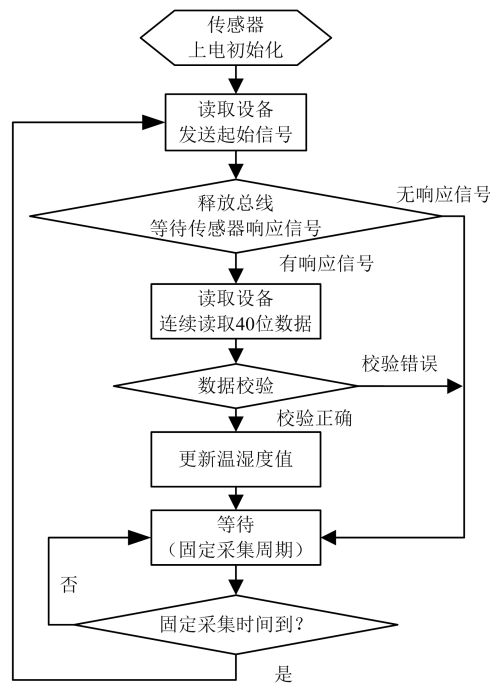 传感器
上电初始化
读取设备
发送起始信号
释放总线
等待传感器响应信号
无响应信号
有响应信号
读取设备
连续读取40位数据
数据校验
校验错误
校验正确
更新温湿度值
等待
（固定采集周期）
否
固定采集时间到？
是